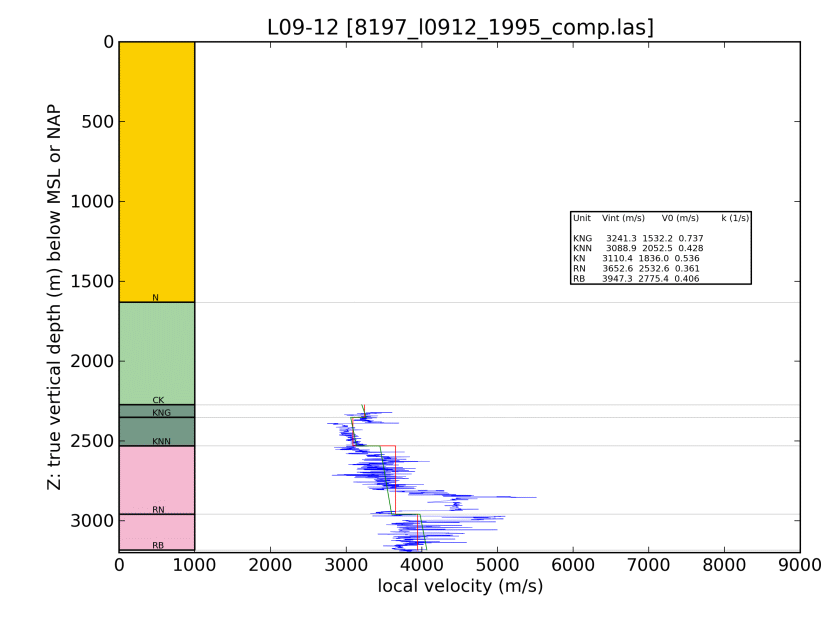 L09-12 [8197_l0912_1995_comp.las]
Z: true vertical depth (m) below MSL or NAP
0
500
1000
1500
2000
2500
3000
N
CK
KNG
KNN
RN
RB
Unit Vint (m/s) V0 (m/s) k (1/s)
KNG 3241.3 1532.2 0.737
KNN 3088.9 2052.5 0.428
KN 3110.4 1836.0 0.536
RN 3652.6 2532.6 0.361
RB 3947.3 2775.4 0.406
0 1000 2000 3000 4000 5000 6000 7000 8000 9000
local velocity (m/s)